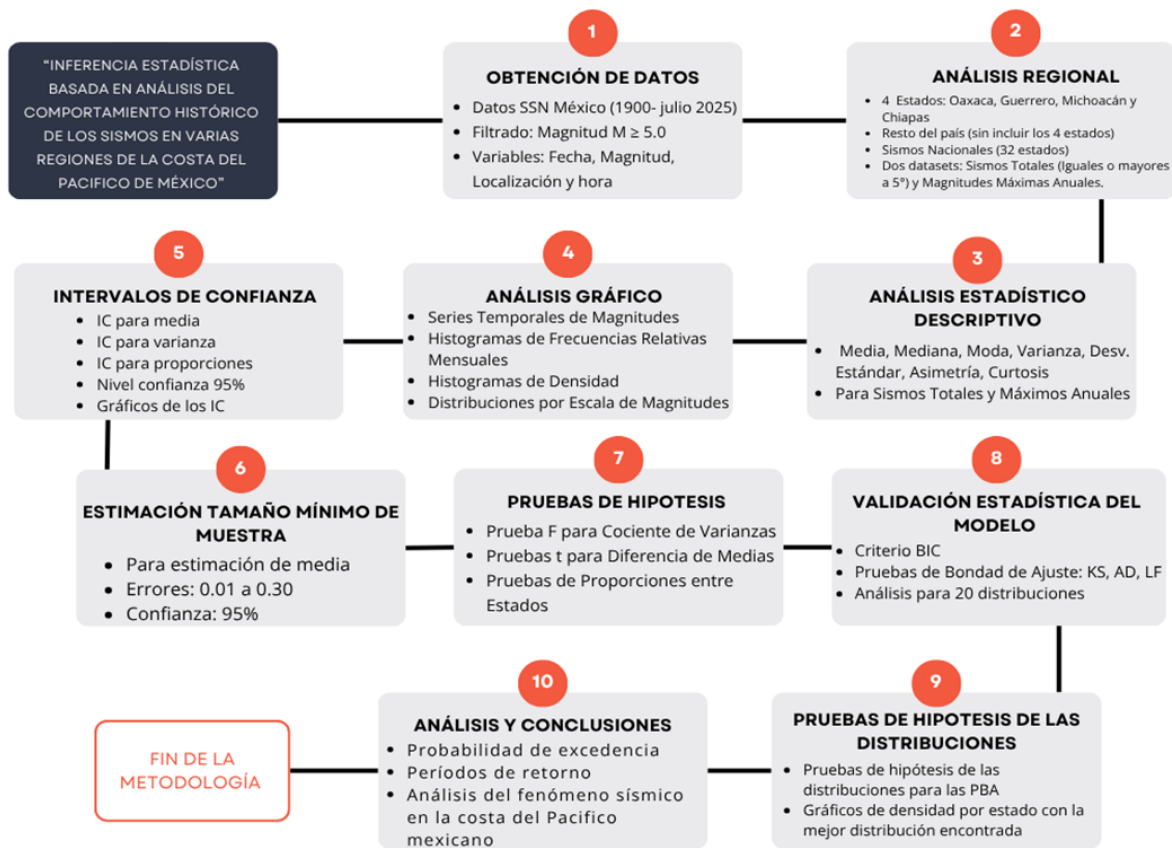 “INFERENCIA ESTADÍSTICA
BASADA EN ANÁLISIS DEL
COMPORTAMIENTO HISTÓRICO
DE LOS SISMOS EN VARIAS
REGIONES DE LA COSTA DEL
PACIFICO DE MÉXICO”
1
OBTENCIÓN DE DATOS
• Datos SSN México (1900- julio 2025)
• Filtrado: Magnitud M ≥ 5.0
• Variables: Fecha, Magnitud,
Localización y hora
2
ANÁLISIS REGIONAL
• 4 Estados: Oaxaca, Guerrero, Michoacán y
Chiapas
• Resto del país (sin incluir los 4 estados)
• Sismos Nacionales (32 estados)
• Dos datasets: Sismos Totales (Iguales o mayores
a 5°) y Magnitudes Máximas Anuales.
3
ANÁLISIS ESTADÍSTICO
DESCRIPTIVO
• Media, Mediana, Moda, Varianza, Desv.
Estándar, Asimetría, Curtosis
• Para Sismos Totales y Máximos Anuales
4
ANÁLISIS GRÁFICO
• Series Temporales de Magnitudes
• Histogramas de Frecuencias Relativas
Mensuales
• Histogramas de Densidad
• Distribuciones por Escala de Magnitudes
5
INTERVALOS DE CONFIANZA
• IC para media
• IC para varianza
• IC para proporciones
• Nivel confianza 95%
• Gráficos de los IC
6
ESTIMACIÓN TAMAÑO MÍNIMO DE
MUESTRA
• Para estimación de media
• Errores: 0.01 a 0.30
• Confianza: 95%
7
PRUEBAS DE HIPOTESIS
• Prueba F para Cociente de Varianzas
• Pruebas t para Diferencia de Medias
• Pruebas de Proporciones entre
Estados
8
VALIDACIÓN ESTADÍSTICA DEL
MODELO
• Criterio BIC
• Pruebas de Bondad de Ajuste: KS, AD, LF
• Análisis para 20 distribuciones
9
PRUEBAS DE HIPOTESIS DE LAS
DISTRIBUCIONES
• Pruebas de hipótesis de las
distribuciones para las PBA
• Gráficos de densidad por estado con la
mejor distribución encontrada
10
ANÁLISIS Y CONCLUSIONES
• Probabilidad de excedencia
• Períodos de retorno
• Análisis del fenómeno sísmico
en la costa del Pacifico
mexicano
FIN DE LA
METODOLOGÍA